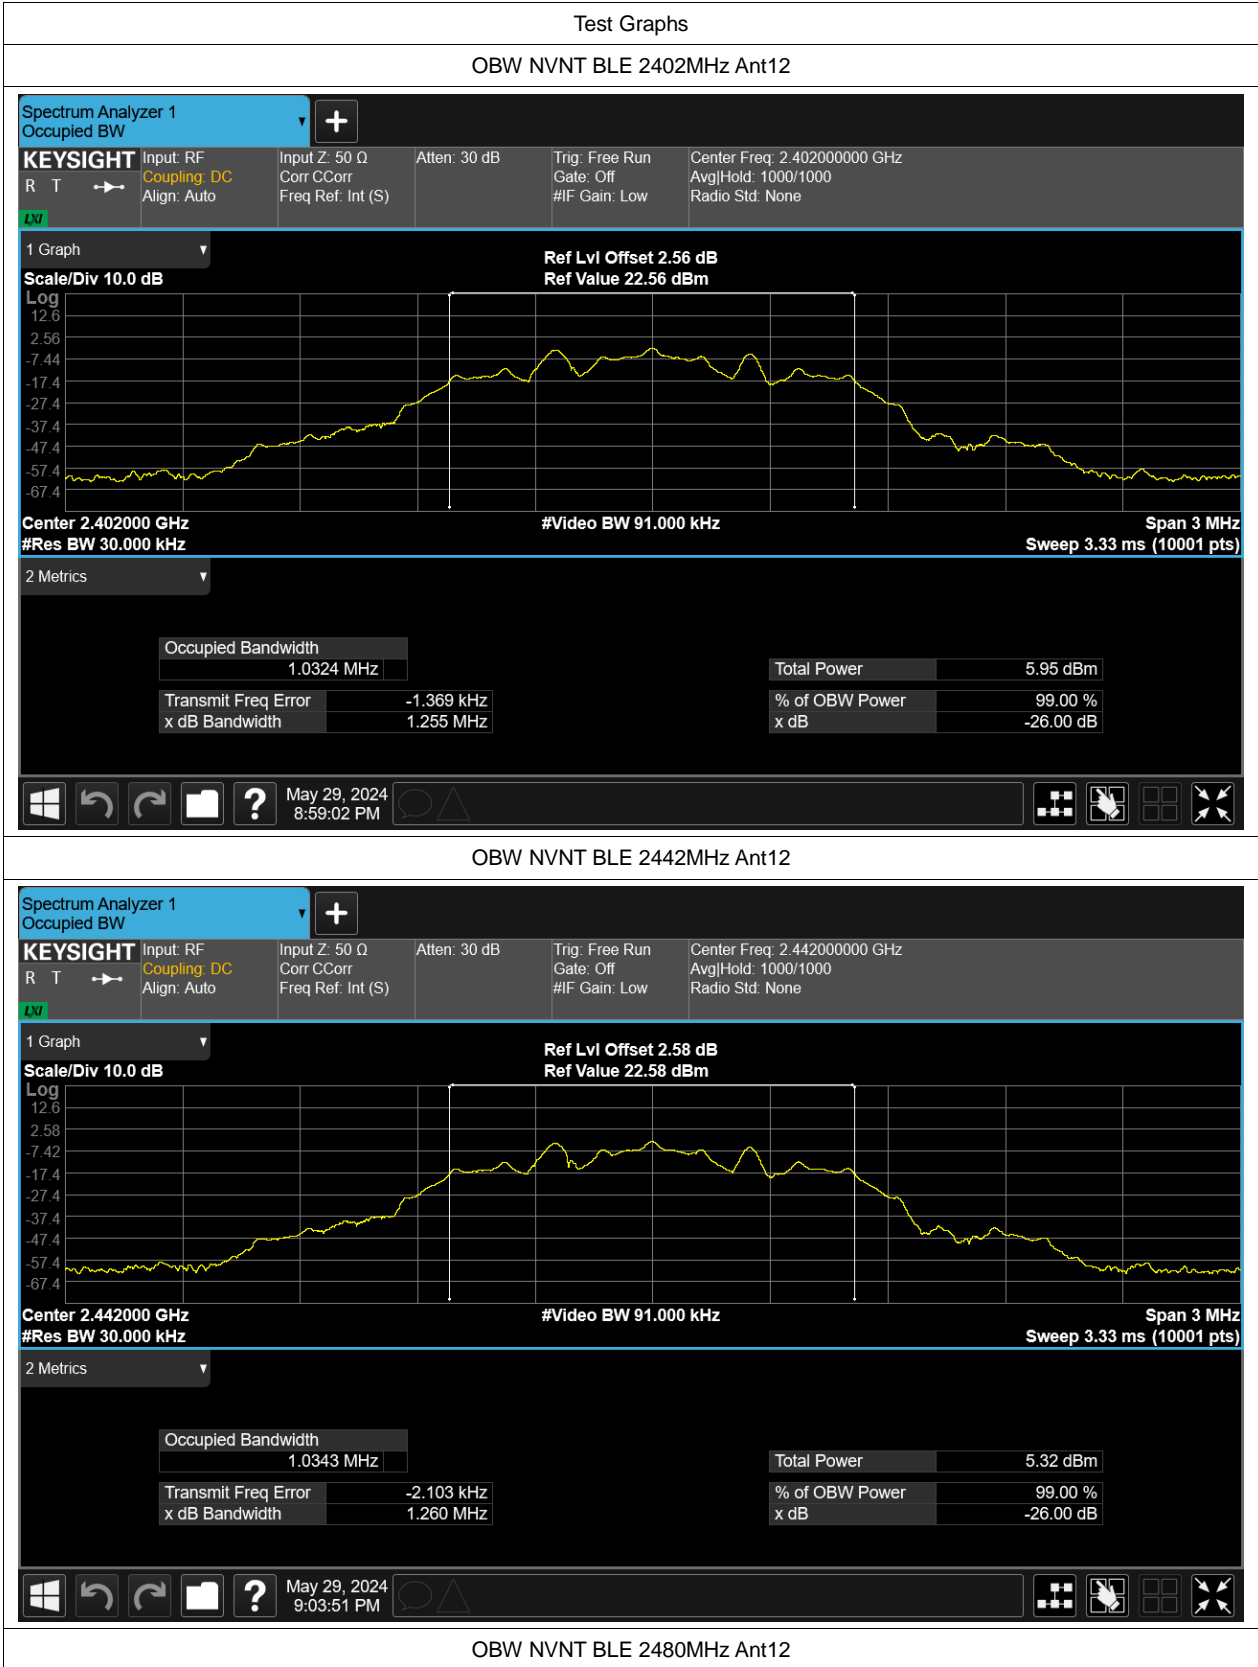 Test Graphs
OBW NVNT BLE 2402MHz Ant12
Spectrum Analyzer 1
Occupied BW
KEYSIGHT Input: RF Input Z: 50 Ω Atten: 30 dB Trig: Free Run Center Freq: 2.402000000 GHz
R T Coupling: DC Corr CCorr Gate: Off Avg|Hold: 1000/1000
Align: Auto Freq Ref: Int (S) #IF Gain: Low Radio Std: None
LXI
1 Graph
Ref Lvl Offset 2.56 dB
Scale/Div 10.0 dB Ref Value 22.56 dBm
Log
12.6
2.56
-7.44
-17.4
-27.4
-37.4
-47.4
-57.4
-67.4
Center 2.402000 GHz #Video BW 91.000 kHz Span 3 MHz
#Res BW 30.000 kHz Sweep 3.33 ms (10001 pts)
2 Metrics
Occupied Bandwidth
1.0324 MHz Total Power 5.95 dBm
Transmit Freq Error -1.369 kHz % of OBW Power 99.00 %
x dB Bandwidth 1.255 MHz x dB -26.00 dB
May 29, 2024
8:59:02 PM
OBW NVNT BLE 2442MHz Ant12
Spectrum Analyzer 1
Occupied BW
KEYSIGHT Input: RF Input Z: 50 Ω Atten: 30 dB Trig: Free Run Center Freq: 2.442000000 GHz
R T Coupling: DC Corr CCorr Gate: Off Avg|Hold: 1000/1000
Align: Auto Freq Ref: Int (S) #IF Gain: Low Radio Std: None
LXI
1 Graph
Ref Lvl Offset 2.58 dB
Scale/Div 10.0 dB Ref Value 22.58 dBm
Log
12.6
2.58
-7.42
-17.4
-27.4
-37.4
-47.4
-57.4
-67.4
Center 2.442000 GHz #Video BW 91.000 kHz Span 3 MHz
#Res BW 30.000 kHz Sweep 3.33 ms (10001 pts)
2 Metrics
Occupied Bandwidth
1.0343 MHz Total Power 5.32 dBm
Transmit Freq Error -2.103 kHz % of OBW Power 99.00 %
x dB Bandwidth 1.260 MHz x dB -26.00 dB
May 29, 2024
9:03:51 PM
OBW NVNT BLE 2480MHz Ant12